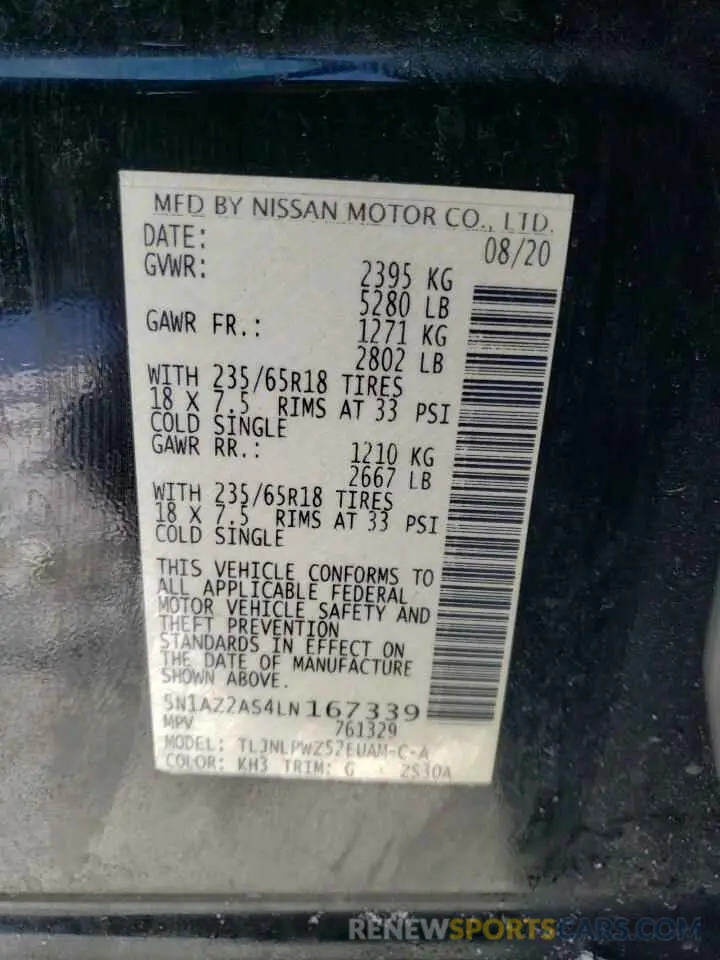 MFD BY NISSAN MOTOR CO., LTD.
DATE: 08/20
GVWR: 2395 KG
5280 LB
GAWR FR.: 1271 KG
2802 LB
WITH 235/65R18 TIRES
18 X 7.5 RIMS AT 33 PSI
COLD SINGLE
GAWR RR.: 1210 KG
2667 LB
WITH 235/65R18 TIRES
18 X 7.5 RIMS AT 33 PSI
COLD SINGLE
THIS VEHICLE CONFORMS TO
ALL APPLICABLE FEDERAL
MOTOR VEHICLE SAFETY AND
THEFT PREVENTION
STANDARDS IN EFFECT ON
THE DATE OF MANUFACTURE
SHOWN ABOVE.
5N1AZ2AS4LN167339
MPV 761329
MODEL: TLJNLPWZ52EUAM-C-A
COLOR: KH3 TRIM: G 2S30A
RENEWSPORTSCARS.COM